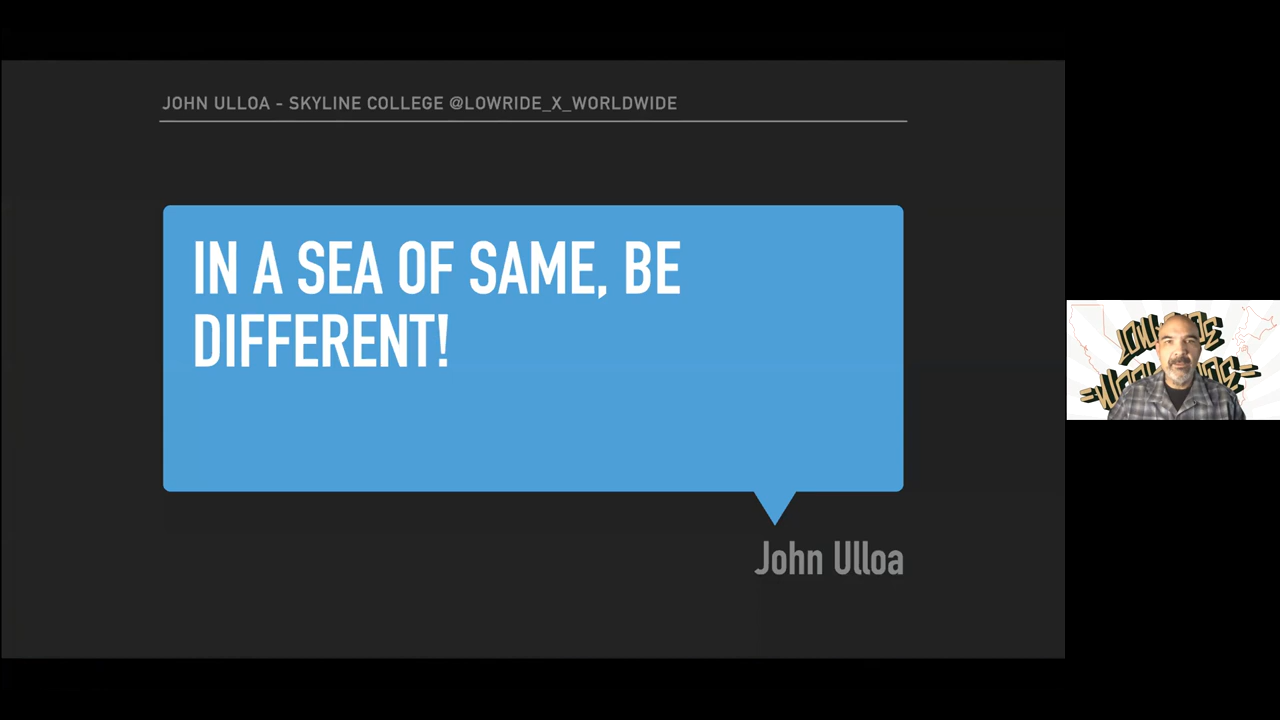 JOHN ULLOA - SKYLINE COLLEGE @LOWRIDE_X_WORLDWIDE
IN A SEA OF SAME, BE
DIFFERENT!
John Ulloa